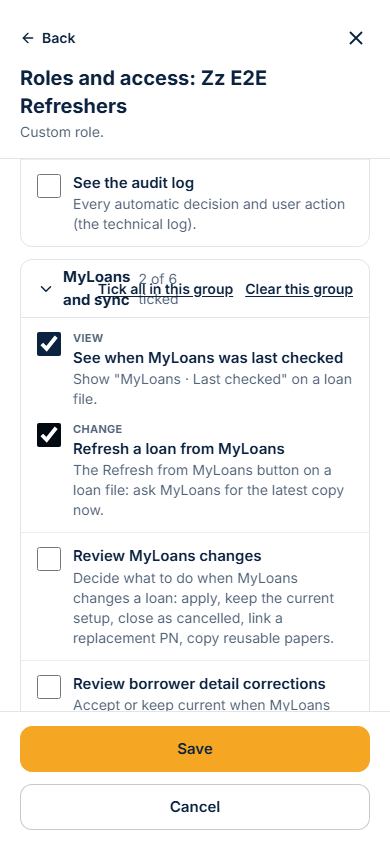 Back
Roles and access: Zz E2E
Refreshers
Custom role.
See the audit log
Every automatic decision and user action
(the technical log).
MyLoans
and sync
2 of 6
ticked
Tick all in this group
Clear this group
VIEW
See when MyLoans was last checked
Show "MyLoans · Last checked" on a loan
file.
CHANGE
Refresh a loan from MyLoans
The Refresh from MyLoans button on a
loan file: ask MyLoans for the latest copy
now.
Review MyLoans changes
Decide what to do when MyLoans
changes a loan: apply, keep the current
setup, close as cancelled, link a
replacement PN, copy reusable papers.
Review borrower detail corrections
Accept or keep current when MyLoans
Save
Cancel